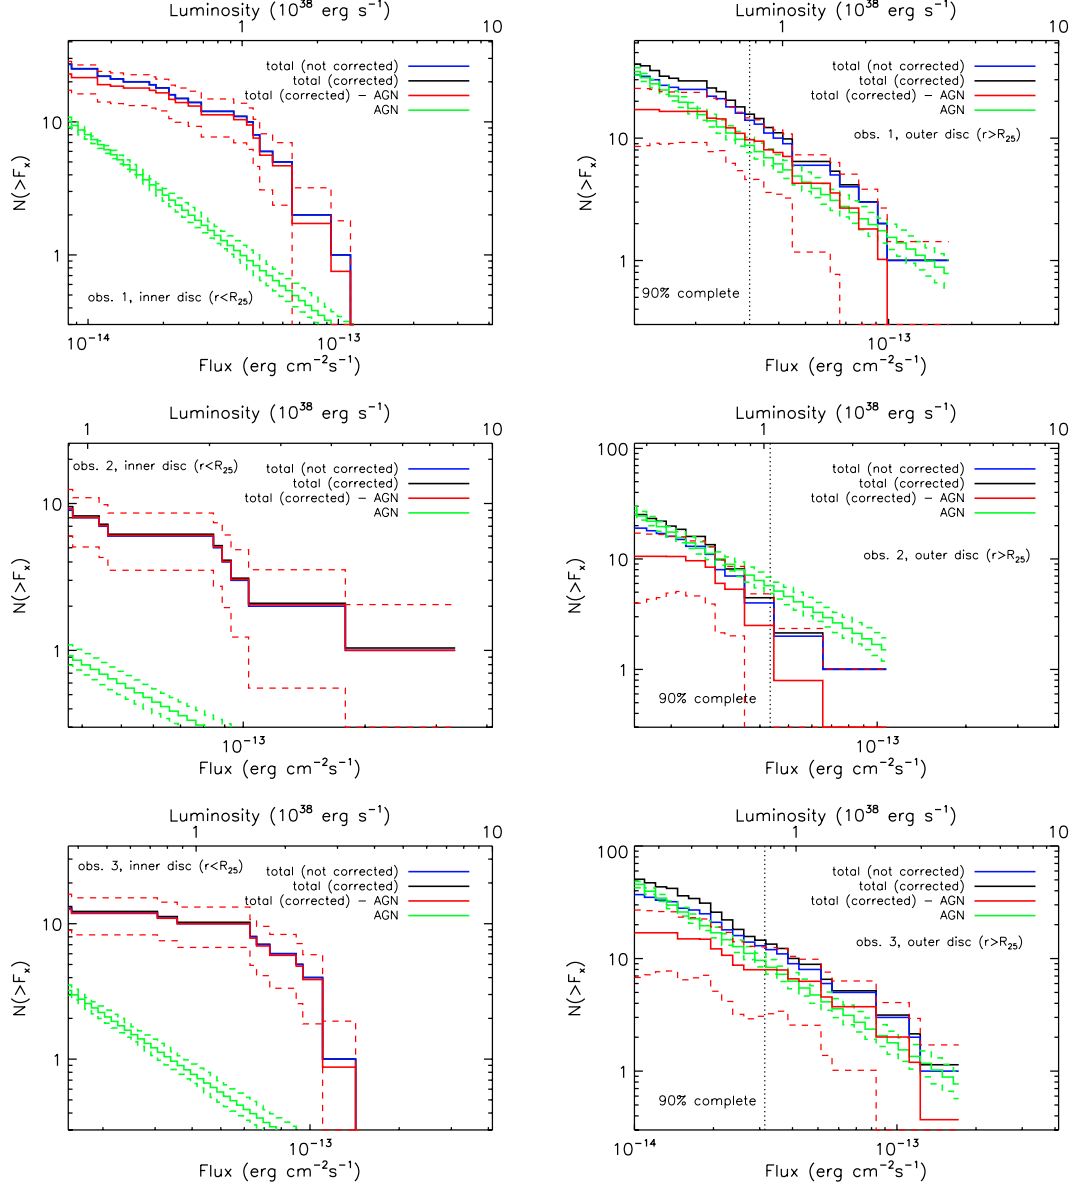 Luminosity (10^38 erg s^-1)
1 10
total (not corrected)
total (corrected)
total (corrected) - AGN
AGN
10
1
N(>F_x)
obs. 1, inner disc (r<R_25)
10^-14 10^-13
Flux (erg cm^-2s^-1)
Luminosity (10^38 erg s^-1)
1 10
total (not corrected)
total (corrected)
total (corrected) - AGN
AGN
obs. 1, outer disc (r>R_25)
10
1
N(>F_x)
90% complete
10^-13
Flux (erg cm^-2s^-1)
Luminosity (10^38 erg s^-1)
1 10
obs. 2, inner disc (r<R_25)
total (not corrected)
total (corrected)
total (corrected) - AGN
AGN
10
1
N(>F_x)
10^-13
Flux (erg cm^-2s^-1)
Luminosity (10^38 erg s^-1)
1 10
total (not corrected)
total (corrected)
total (corrected) - AGN
AGN
obs. 2, outer disc (r>R_25)
100
10
1
N(>F_x)
90% complete
10^-13
Flux (erg cm^-2s^-1)
Luminosity (10^38 erg s^-1)
1 10
obs. 3, inner disc (r<R_25)
total (not corrected)
total (corrected)
total (corrected) - AGN
AGN
10
1
N(>F_x)
10^-13
Flux (erg cm^-2s^-1)
Luminosity (10^38 erg s^-1)
1 10
total (not corrected)
total (corrected)
total (corrected) - AGN
AGN
obs. 3, outer disc (r>R_25)
100
10
1
N(>F_x)
90% complete
10^-14 10^-13
Flux (erg cm^-2s^-1)